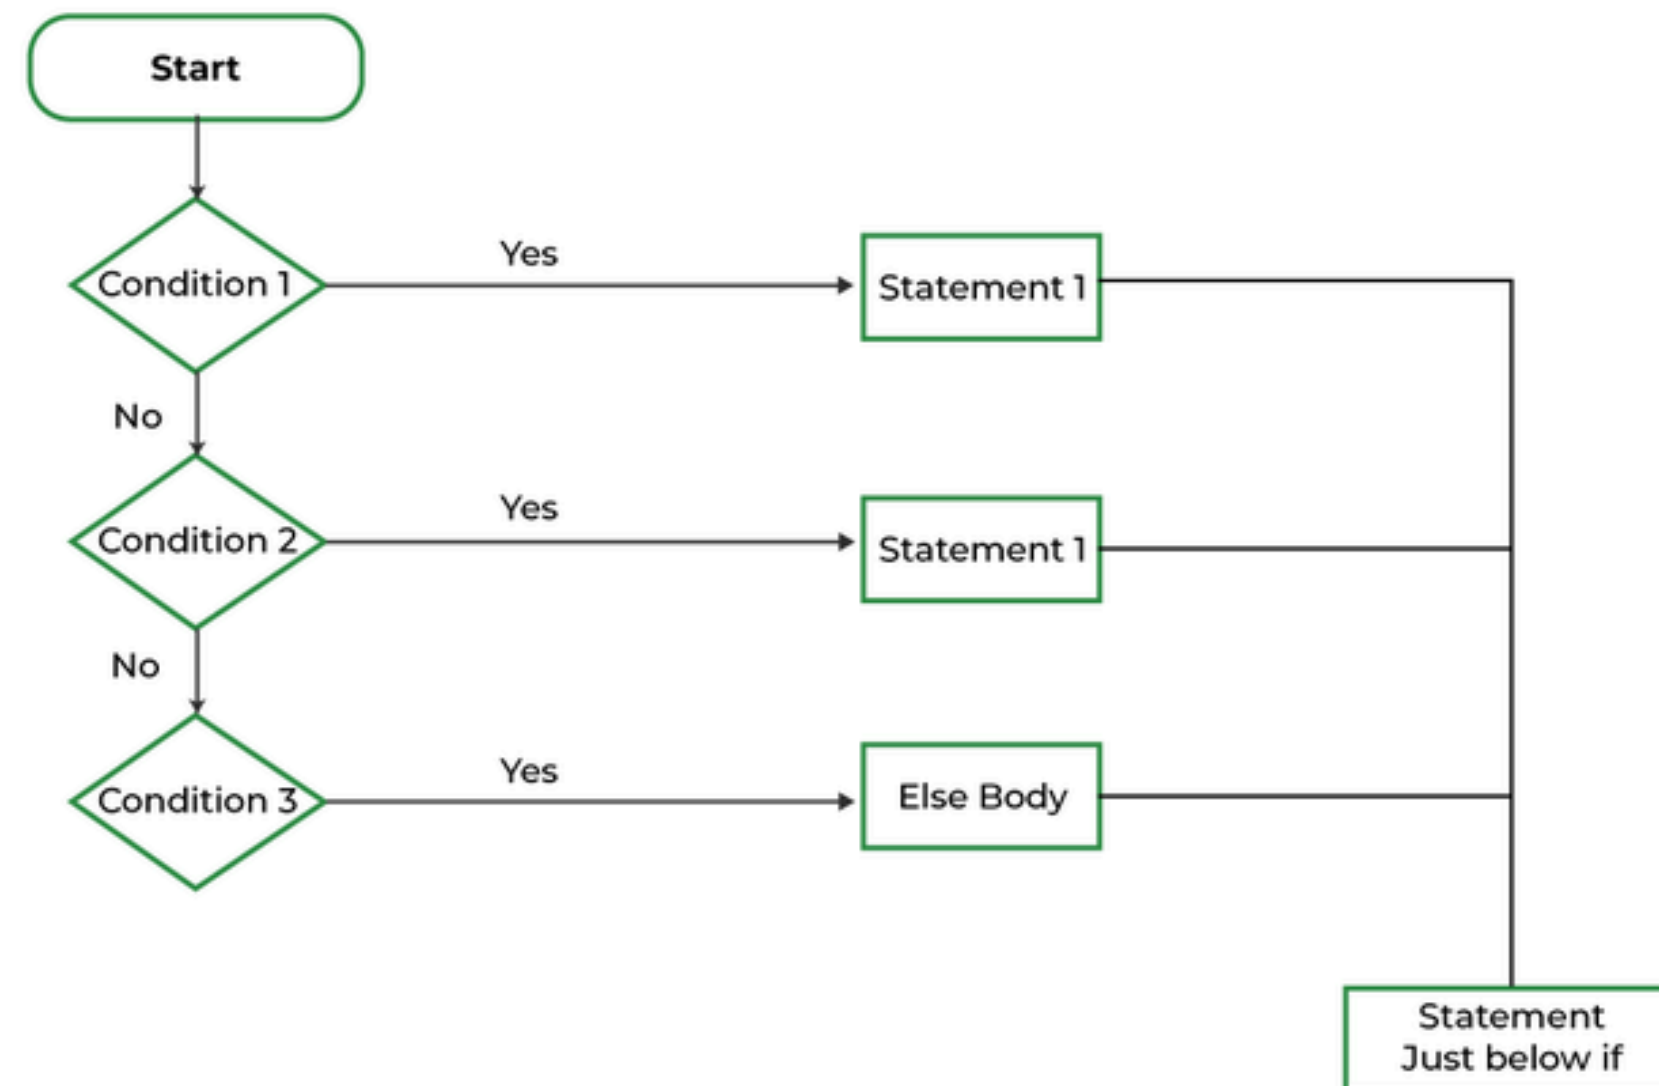 Start
Condition 1
Yes
Statement 1
No
Condition 2
Yes
Statement 1
No
Condition 3
Yes
Else Body
Statement
Just below if